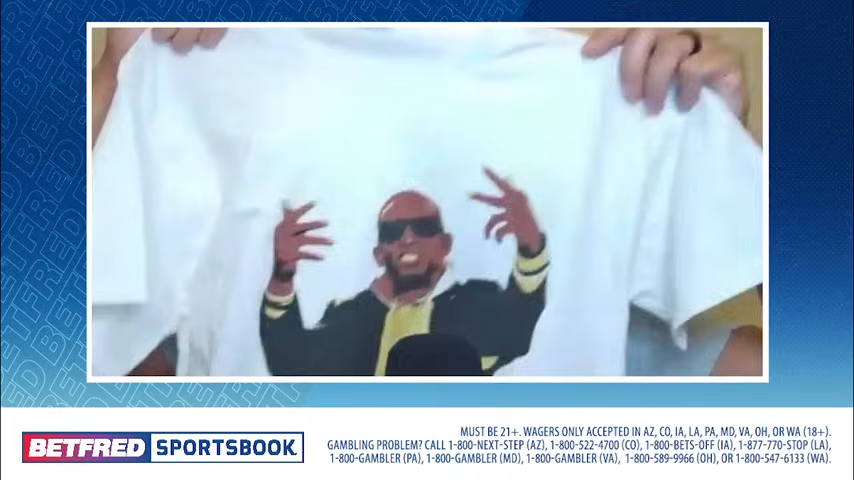 BETFRED SPORTSBOOK
MUST BE 21+. WAGERS ONLY ACCEPTED IN AZ, CO, IA, LA, PA, MD, VA, OH, OR WA (18+).
GAMBLING PROBLEM? CALL 1-800-NEXT-STEP (AZ), 1-800-522-4700 (CO), 1-800-BETS-OFF (IA), 1-877-770-STOP (LA),
1-800-GAMBLER (PA), 1-800-GAMBLER (MD), 1-800-GAMBLER (VA), 1-800-589-9966 (OH), OR 1-800-547-6133 (WA).